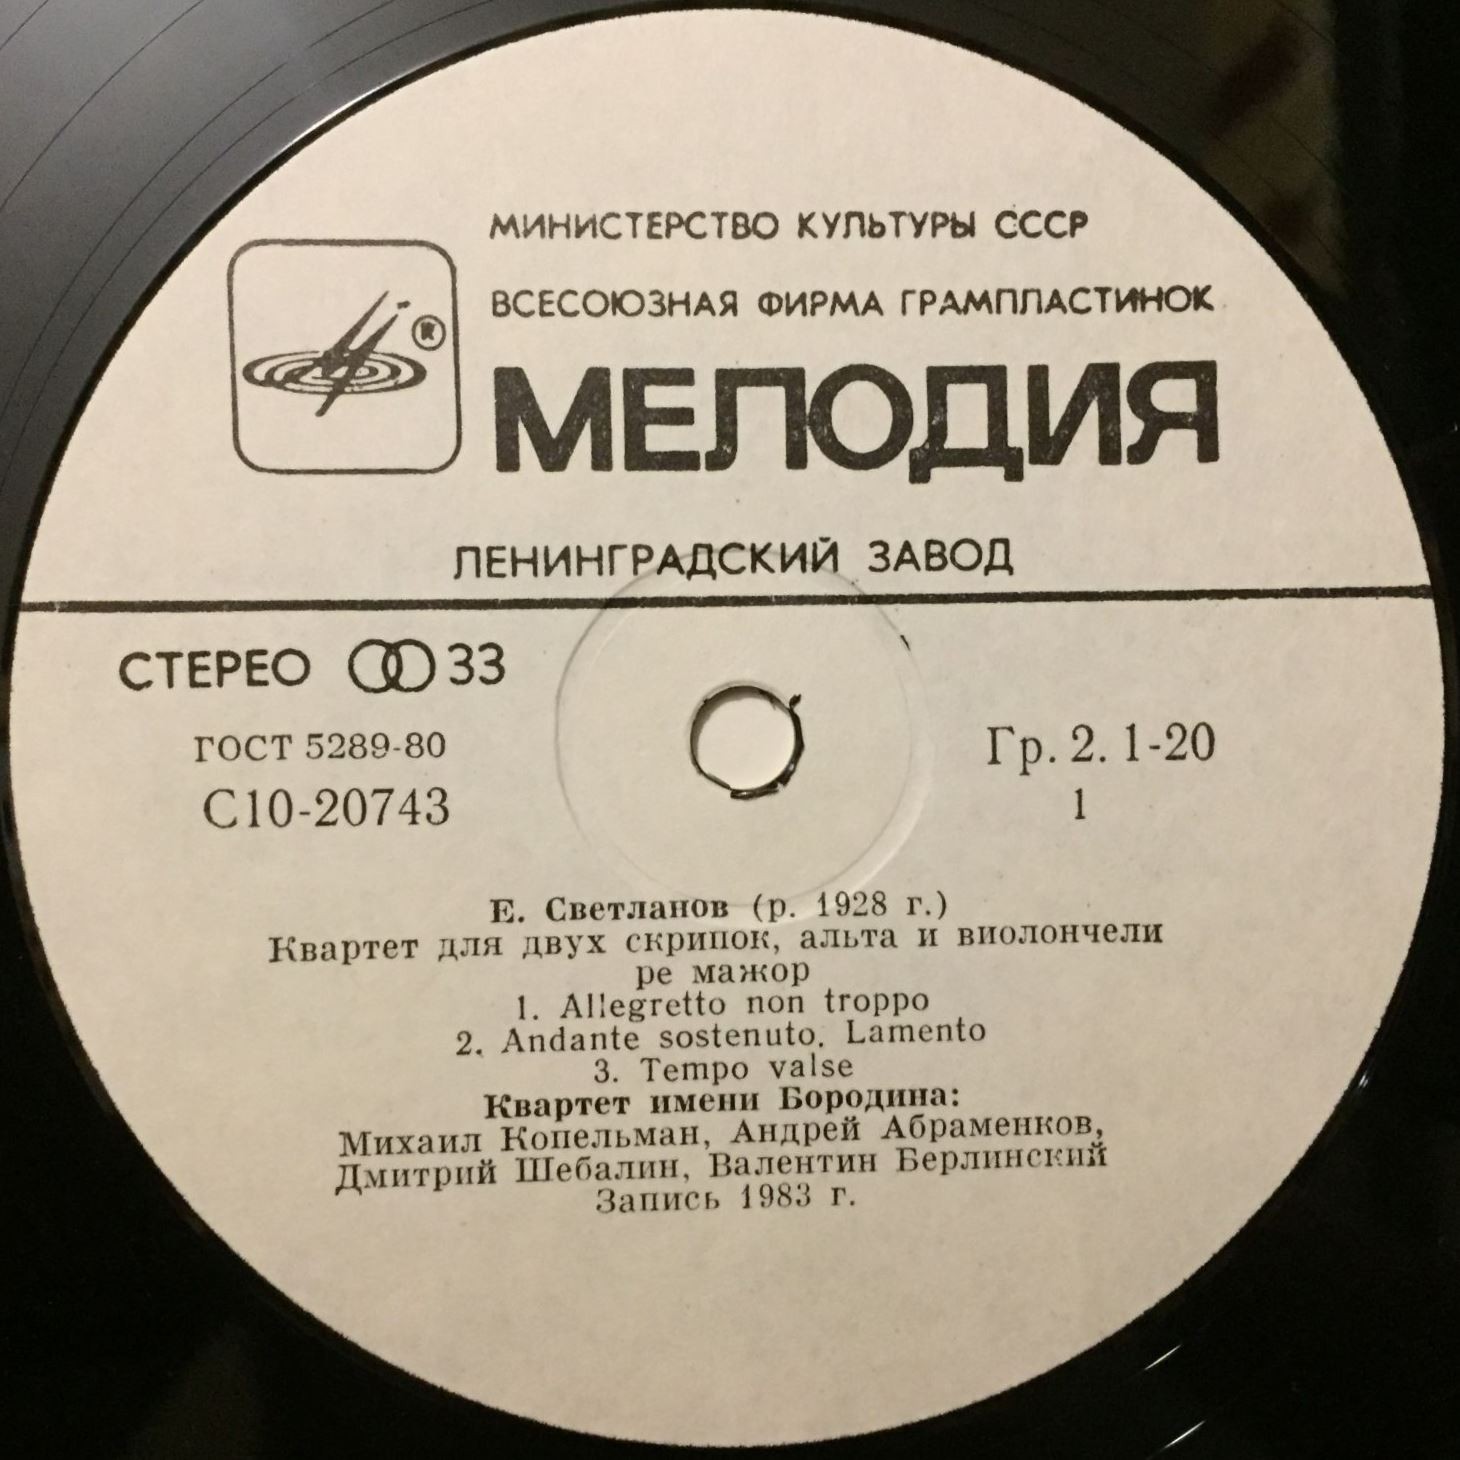 МИНИСТЕРСТВО КУЛЬТУРЫ СССР
ВСЕСОЮЗНАЯ ФИРМА ГРАМПЛАСТИНОК
®
МЕЛОДИЯ
ЛЕНИНГРАДСКИЙ ЗАВОД
СТЕРЕО 33
ГОСТ 5289-80
Гр. 2. 1-20
С10-20743
1
Е. Светланов (р. 1928 г.)
Квартет для двух скрипок, альта и виолончели
ре мажор
1. Allegretto non troppo
2. Andante sostenuto. Lamento
3. Tempo valse
Квартет имени Бородина:
Михаил Копельман, Андрей Абраменков,
Дмитрий Шебалин, Валентин Берлинский
Запись 1983 г.